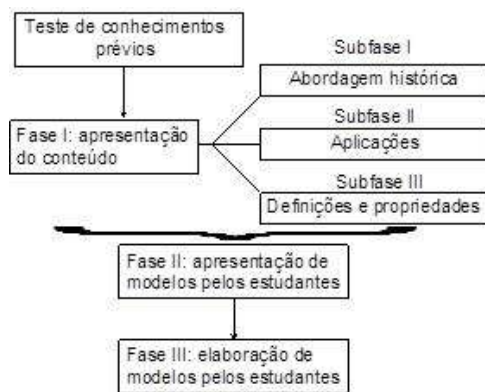 Teste de conhecimentos
prévios
Fase I: apresentação
do conteúdo
Subfase I
Abordagem histórica
Subfase II
Aplicações
Subfase III
Definições e propriedades
Fase II: apresentação de
modelos pelos estudantes
Fase III: elaboração de
modelos pelos estudantes